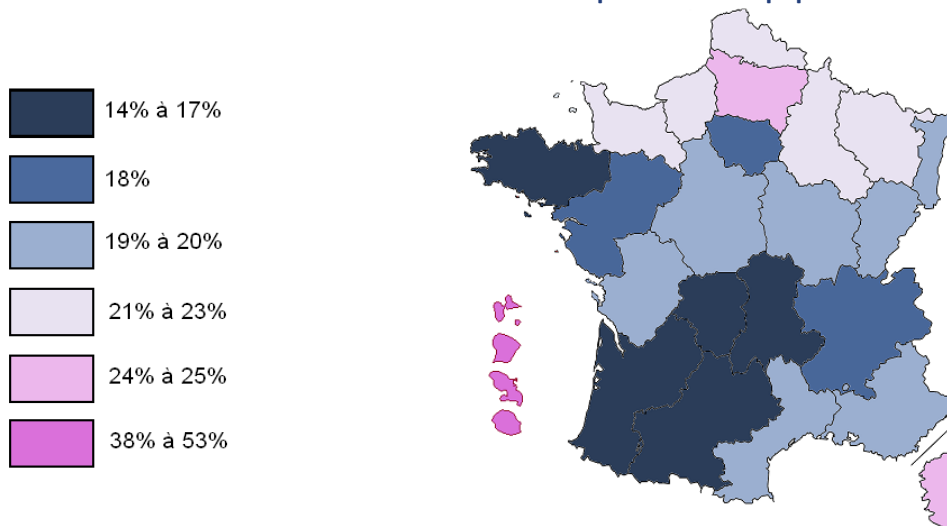 14% à 17%
18%
19% à 20%
21% à 23%
24% à 25%
38% à 53%